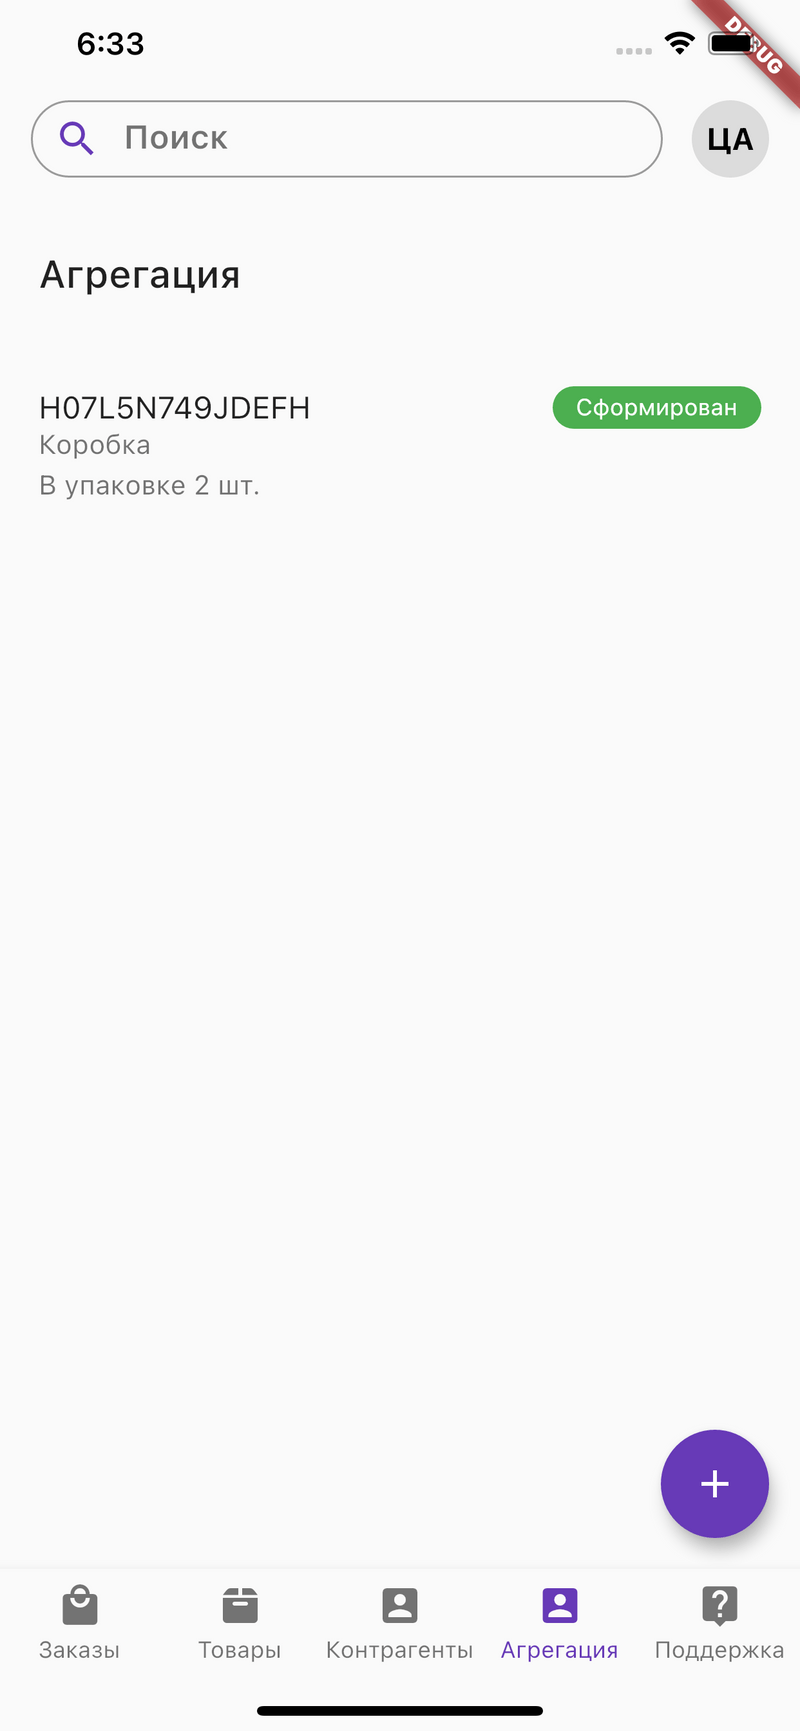 6:33
DEBUG
Поиск
ЦА
Агрегация
H07L5N749JDEFH
Сформирован
Коробка
В упаковке 2 шт.
Заказы
Товары
Контрагенты
Агрегация
Поддержка